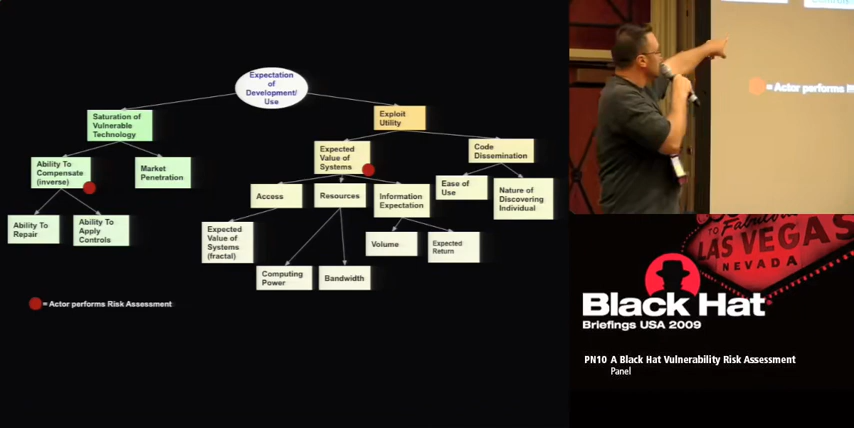 Expectation
of
Development/
Use
Saturation of
Vulnerable
Technology
Exploit
Utility
Ability To
Compensate
(inverse)
Market
Penetration
Expected
Value of
Systems
Code
Dissemination
Ability To
Repair
Ability To
Apply
Controls
Access
Resources
Information
Expectation
Ease of
Use
Nature of
Discovering
Individual
Expected
Value of
Systems
(fractal)
Computing
Power
Bandwidth
Volume
Expected
Return
= Actor performs Risk Assessment
= Actor performs
TO Fabulous
LAS VEGAS
NEVADA
Black Hat
Briefings USA 2009
PN10 A Black Hat Vulnerability Risk Assessment
Panel